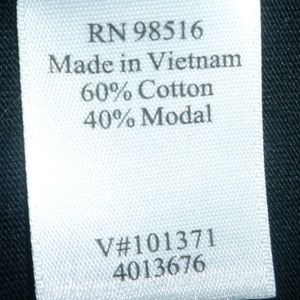 RN 98516
Made in Vietnam
60% Cotton
40% Modal
V#101371
4013676